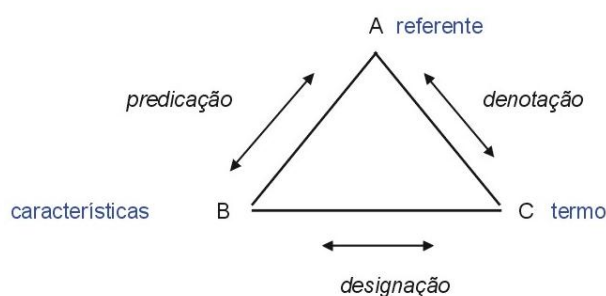 A referente
predicação
denotação
características B
C termo
designação